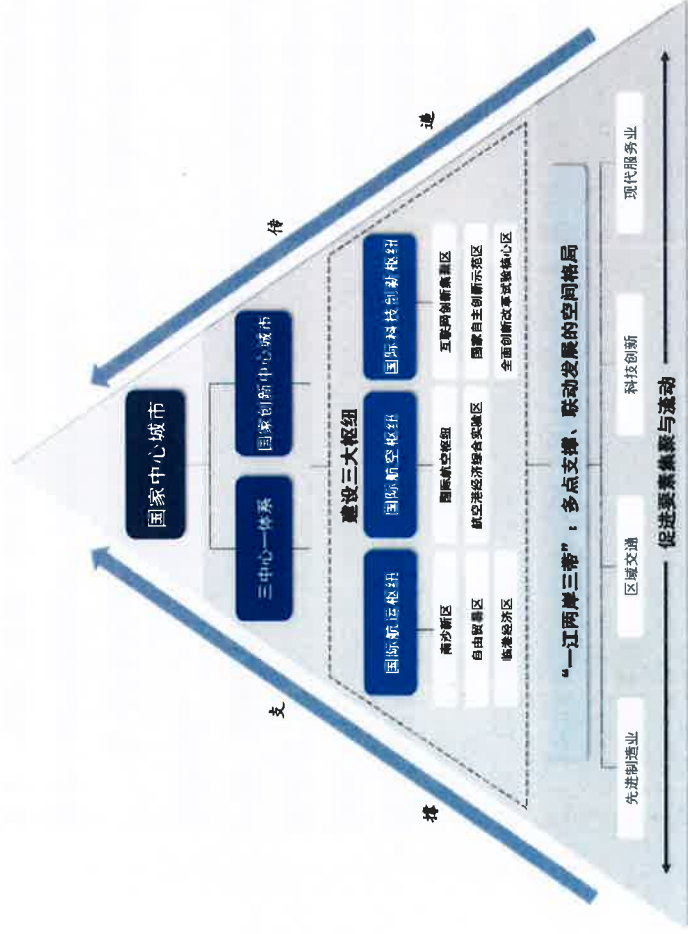 国家中心城市
三中心一体系
国家创新中心城市
支撑
传递
建设三大枢纽
国际航运枢纽
国际航空枢纽
国际科技创新枢纽
南沙新区
自由贸易区
临港经济区
国际航空枢纽
航空港经济综合实验区
互联网创新集聚区
国家自主创新示范区
全面创新改革试验核心区
“一江两岸三带”：多点支撑、联动发展的空间格局
先进制造业
区域交通
科技创新
现代服务业
促进要素集聚与流动